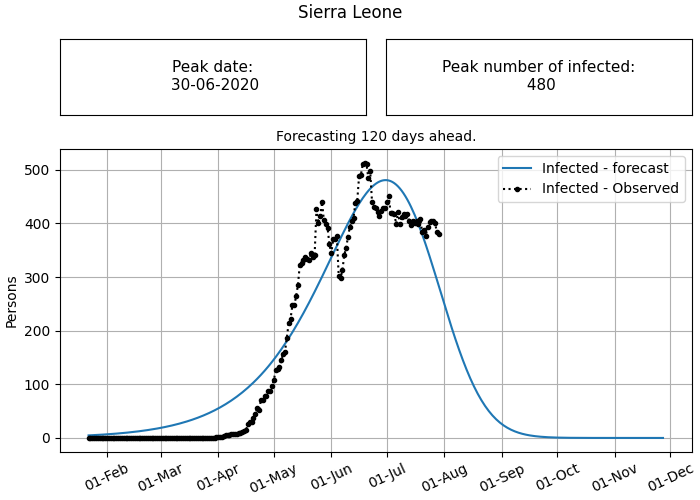 Sierra Leone
Peak date:
30-06-2020
Peak number of infected:
480
Forecasting 120 days ahead.
Infected - forecast
Infected - Observed
Persons
500
400
300
200
100
0
01-Feb
01-Mar
01-Apr
01-May
01-Jun
01-Jul
01-Aug
01-Sep
01-Oct
01-Nov
01-Dec